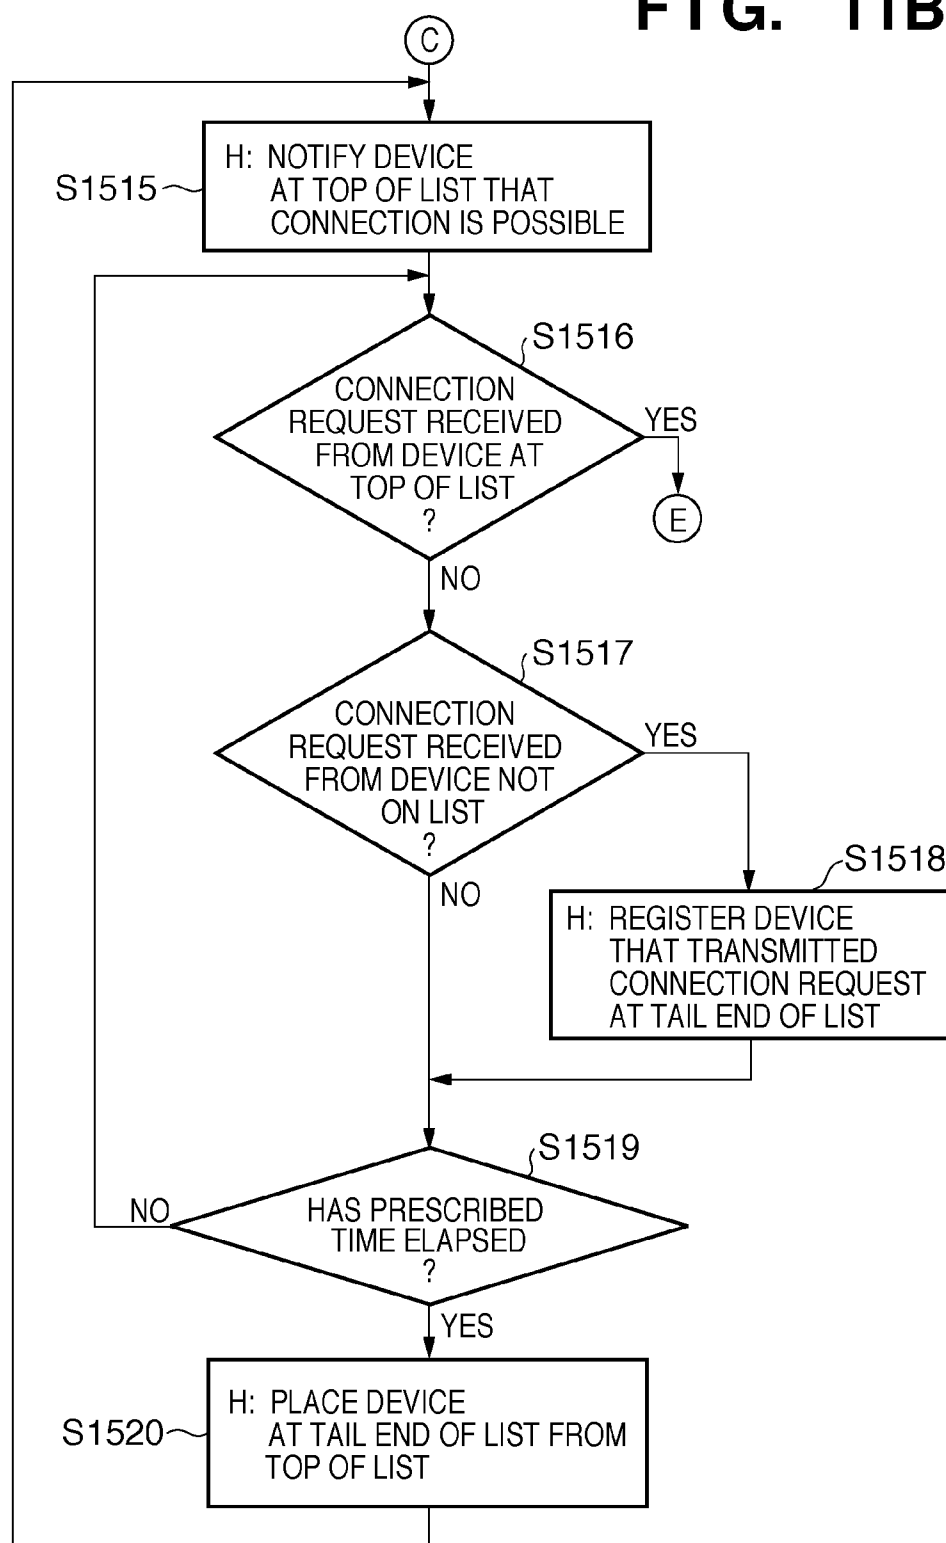 FIG. 11B
C
H: NOTIFY DEVICE
AT TOP OF LIST THAT
CONNECTION IS POSSIBLE
S1515
S1516
CONNECTION
REQUEST RECEIVED
FROM DEVICE AT
TOP OF LIST
?
YES
E
NO
S1517
CONNECTION
REQUEST RECEIVED
FROM DEVICE NOT
ON LIST
?
YES
NO
S1518
H: REGISTER DEVICE
THAT TRANSMITTED
CONNECTION REQUEST
AT TAIL END OF LIST
S1519
HAS PRESCRIBED
TIME ELAPSED
?
NO
YES
H: PLACE DEVICE
AT TAIL END OF LIST FROM
TOP OF LIST
S1520